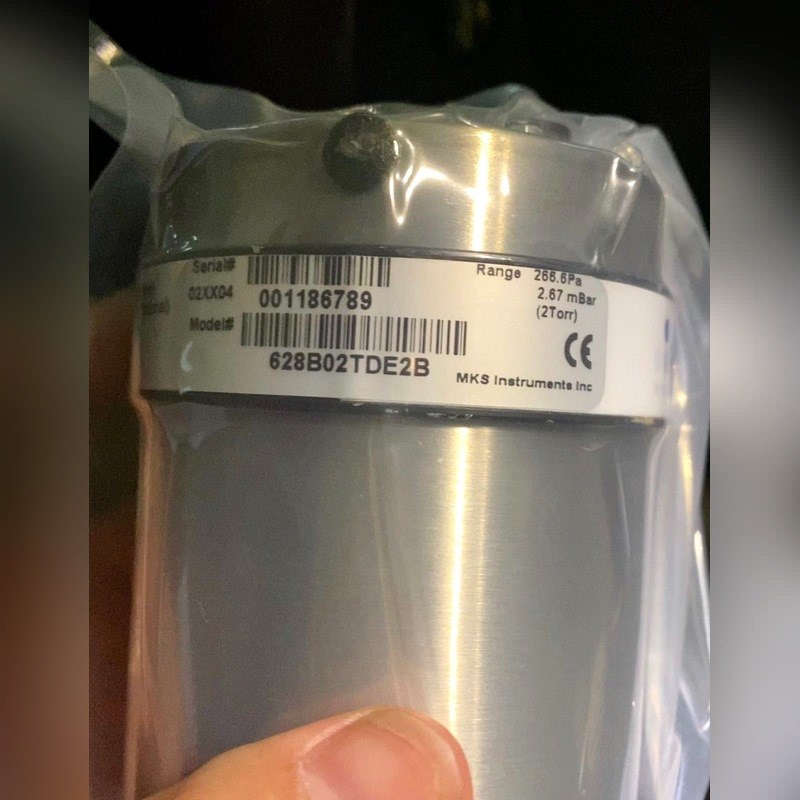 Serial#
02XX04
001186789
Model#
628B02TDE2B
Range 266.6Pa
2.67 mBar
(2Torr)
CE
MKS Instruments Inc